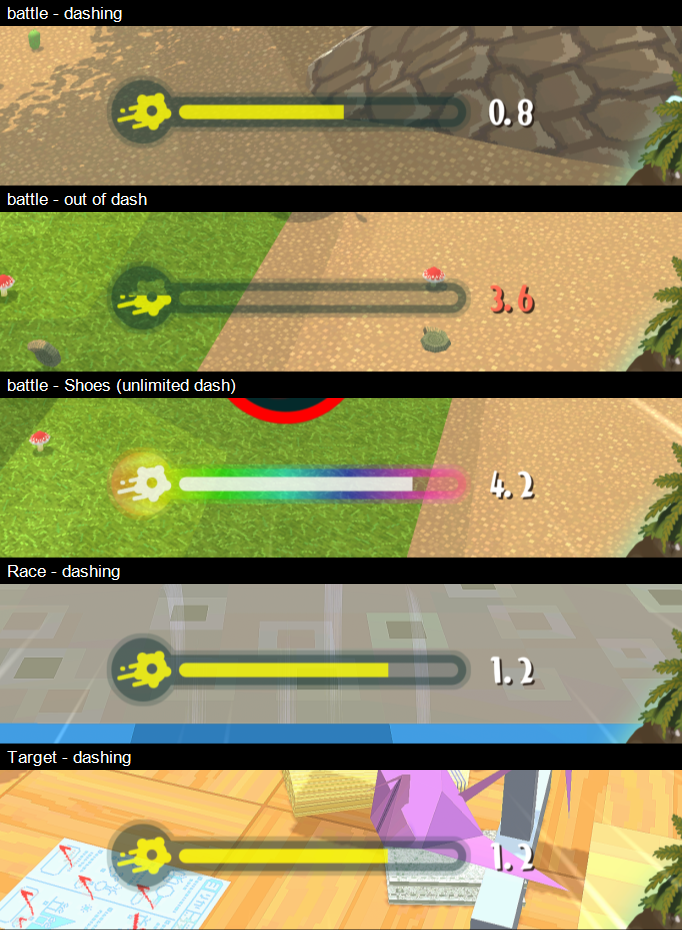 battle - dashing
0.8
battle - out of dash
3.6
battle - Shoes (unlimited dash)
4.2
Race - dashing
1.2
Target - dashing
1.2